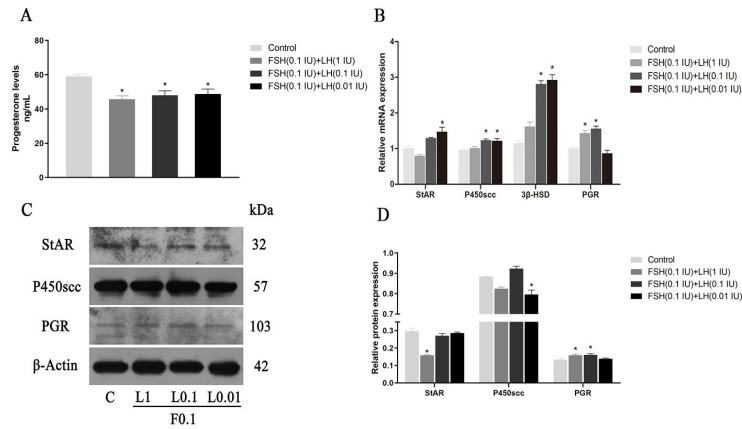 A
Progesterone levels
ng/mL
80
60
40
20
0
*
*
*
Control
FSH(0.1 IU)+LH(1 IU)
FSH(0.1 IU)+LH(0.1 IU)
FSH(0.1 IU)+LH(0.01 IU)
B
Relative mRNA expression
4
3
2
1
0
*
* *
* *
* *
StAR P450scc 3β-HSD PGR
Control
FSH(0.1 IU)+LH(1 IU)
FSH(0.1 IU)+LH(0.1 IU)
FSH(0.1 IU)+LH(0.01 IU)
C
kDa
StAR 32
P450scc 57
PGR 103
β-Actin 42
C L1 L0.1 L0.01
F0.1
D
Relative protein expression
1.0
0.9
0.8
0.7
0.6
0.3
0.2
0.1
0.0
*
*
* *
StAR P450scc PGR
Control
FSH(0.1 IU)+LH(1 IU)
FSH(0.1 IU)+LH(0.1 IU)
FSH(0.1 IU)+LH(0.01 IU)